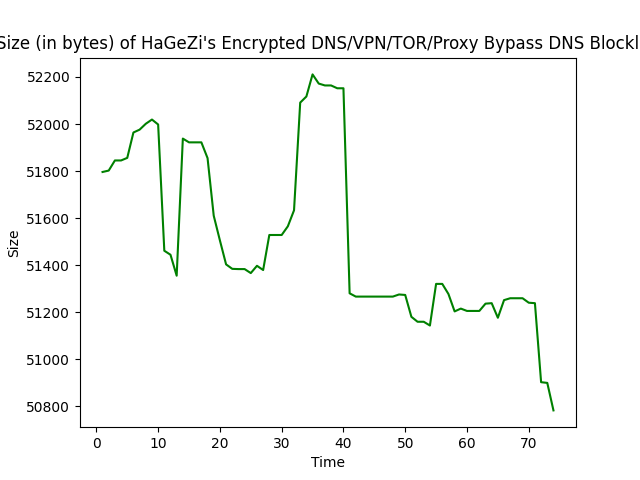 Size (in bytes) of HaGeZi's Encrypted DNS/VPN/TOR/Proxy Bypass DNS Blockl
52200
52000
51800
51600
51400
51200
51000
50800
Size
0 10 20 30 40 50 60 70
Time